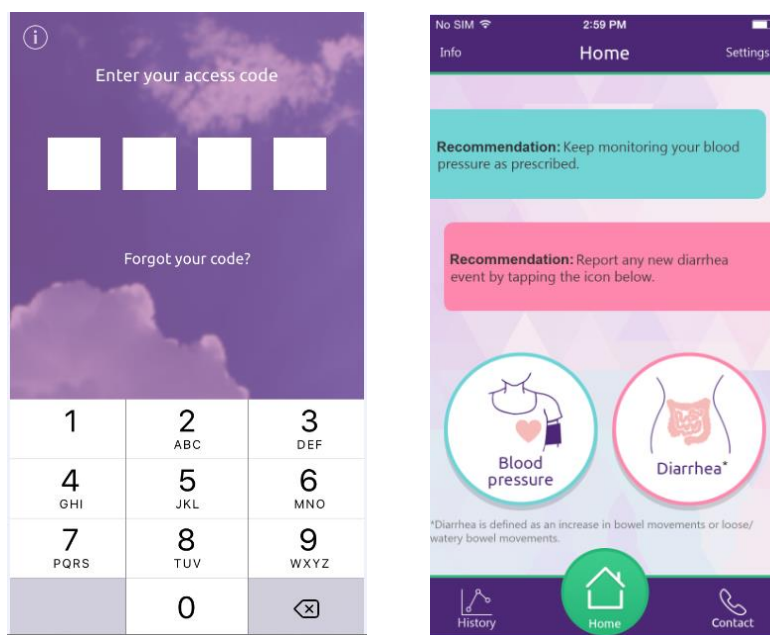 Enter your access code
Forgot your code?
1
2
ABC
3
DEF
4
GHI
5
JKL
6
MNO
7
PQRS
8
TUV
9
WXYZ
0
No SIM
2:59 PM
Info
Home
Settings
Recommendation: Keep monitoring your blood
pressure as prescribed.
Recommendation: Report any new diarrhea
event by tapping the icon below.
Blood
pressure
Diarrhea*
*Diarrhea is defined as an increase in bowel movements or loose/
watery bowel movements.
History
Home
Contact